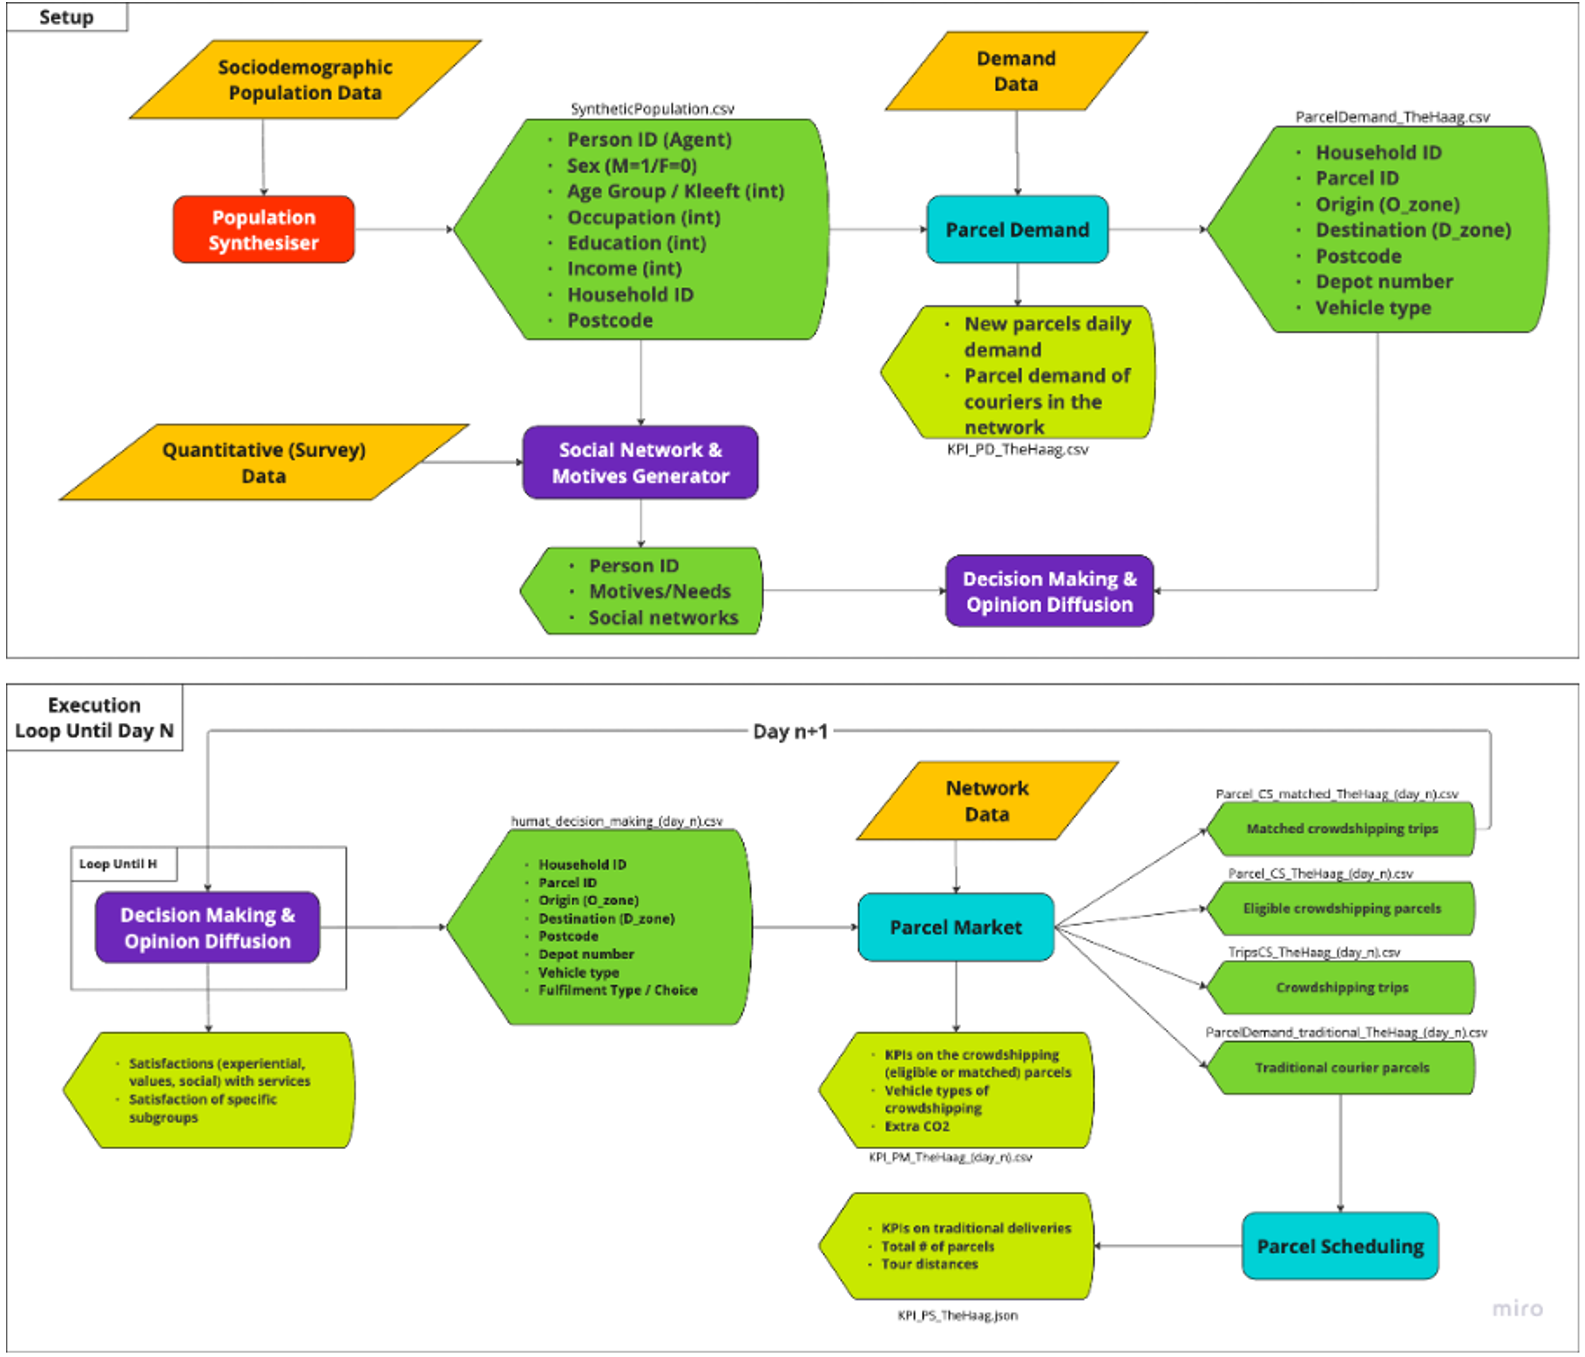 Setup
Sociodemographic
Population Data
Demand
Data
SyntheticPopulation.csv
· Person ID (Agent)
· Sex (M=1/F=0)
· Age Group / Kleeft (int)
· Occupation (int)
· Education (int)
· Income (int)
· Household ID
· Postcode
ParcelDemand_TheHaag.csv
· Household ID
· Parcel ID
· Origin (O_zone)
· Destination (D_zone)
· Postcode
· Depot number
· Vehicle type
Population
Synthesiser
Parcel Demand
· New parcels daily
demand
· Parcel demand of
couriers in the
network
KPI_PD_TheHaag.csv
Quantitative (Survey)
Data
Social Network &
Motives Generator
· Person ID
· Motives/Needs
· Social networks
Decision Making &
Opinion Diffusion
Execution
Loop Until Day N
Day n+1
Network
Data
Parcel_CS_matched_TheHaag_(day_n).csv
Matched crowdshipping trips
humat_decision_making_(day_n).csv
· Household ID
· Parcel ID
· Origin (O_zone)
· Destination (D_zone)
· Postcode
· Depot number
· Vehicle type
· Fulfilment Type / Choice
Loop Until H
Decision Making &
Opinion Diffusion
Parcel Market
Parcel_CS_TheHaag_(day_n).csv
Eligible crowdshipping parcels
TripsCS_TheHaag_(day_n).csv
Crowdshipping trips
ParcelDemand_traditional_TheHaag_(day_n).csv
Traditional courier parcels
· Satisfactions (experiential,
values, social) with services
· Satisfaction of specific
subgroups
· KPIs on the crowdshipping
(eligible or matched) parcels
· Vehicle types of
crowdshipping
· Extra CO2
KPI_PM_TheHaag_(day_n).csv
· KPIs on traditional deliveries
· Total # of parcels
· Tour distances
KPI_PS_TheHaag.json
Parcel Scheduling
miro